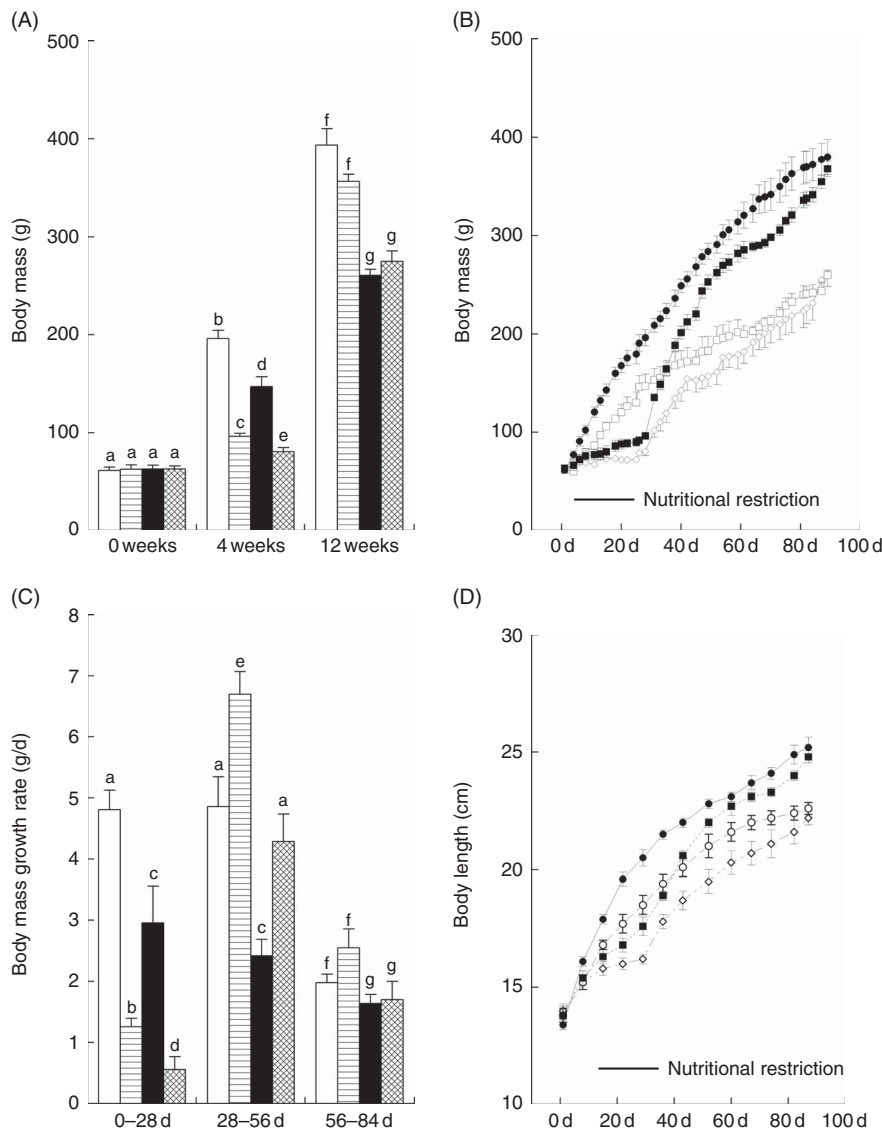 (A)
500
400
300
200
100
0
Body mass (g)
a
a
a
a
b
c
d
e
f
f
g
g
0 weeks
4 weeks
12 weeks
(B)
500
400
300
200
100
0
Body mass (g)
Nutritional restriction
0 d
20 d
40 d
60 d
80 d
100 d
(C)
8
7
6
5
4
3
2
1
0
Body mass growth rate (g/d)
a
b
c
d
a
e
c
a
f
f
g
g
0–28 d
28–56 d
56–84 d
(D)
30
25
20
15
10
Body length (cm)
Nutritional restriction
0 d
20 d
40 d
60 d
80 d
100 d